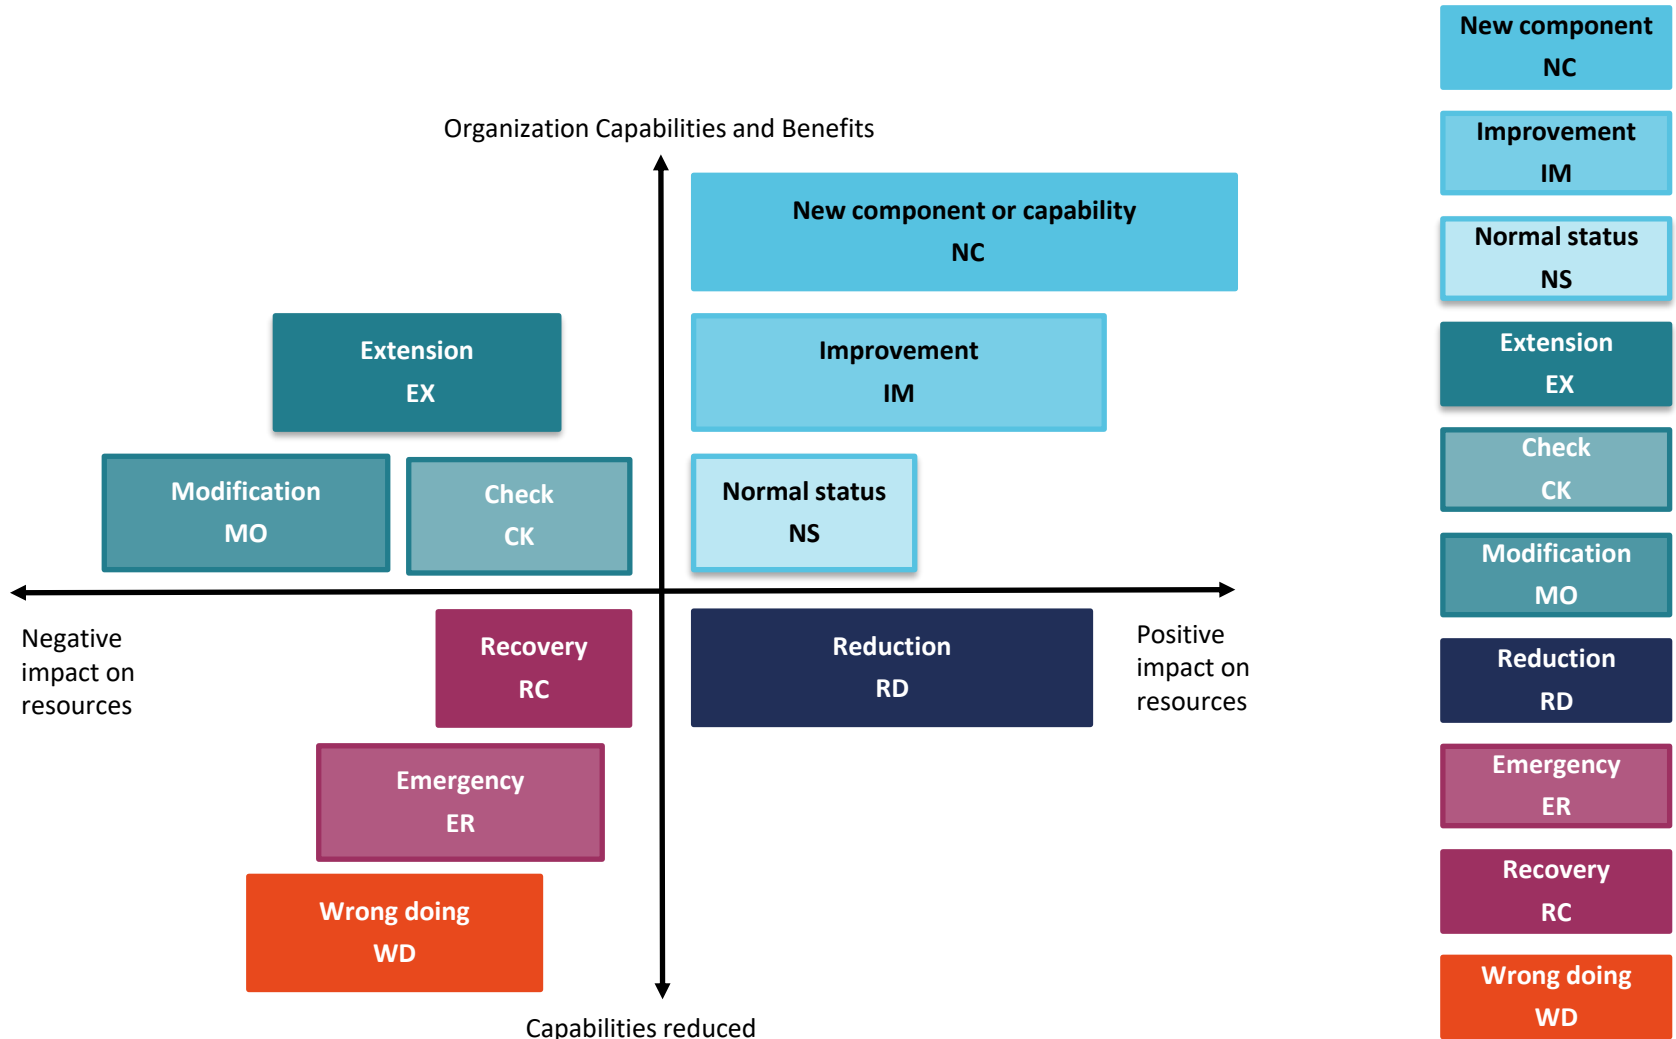 Organization Capabilities and Benefits
New component or capability
NC
Extension
EX
Improvement
IM
Modification
MO
Check
CK
Normal status
NS
Negative
impact on
resources
Recovery
RC
Reduction
RD
Positive
impact on
resources
Emergency
ER
Wrong doing
WD
Capabilities reduced
New component
NC
Improvement
IM
Normal status
NS
Extension
EX
Check
CK
Modification
MO
Reduction
RD
Emergency
ER
Recovery
RC
Wrong doing
WD